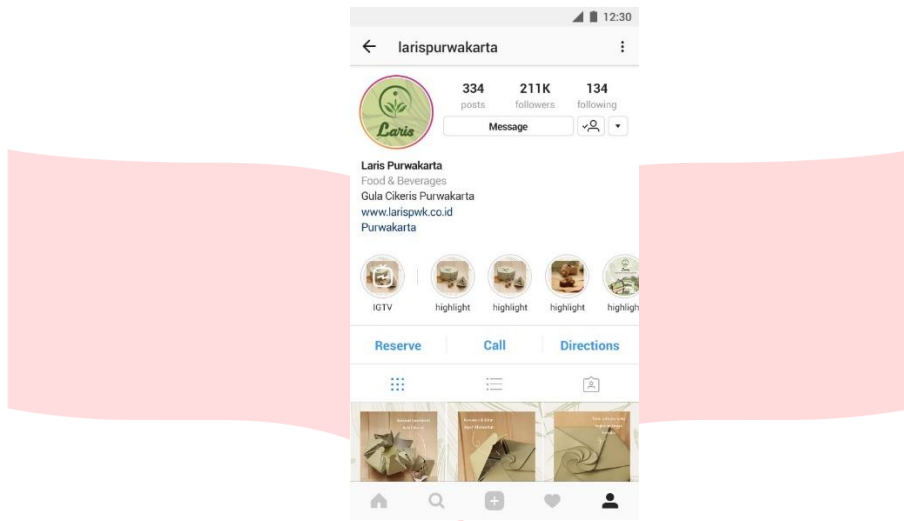 12:30
larispurwakarta
334 211K 134
posts followers following
Laris
Message
Laris Purwakarta
Food & Beverages
Gula Cikeris Purwakarta
www.larispwk.co.id
Purwakarta
IGTV highlight highlight highlight highligh
Reserve Call Directions